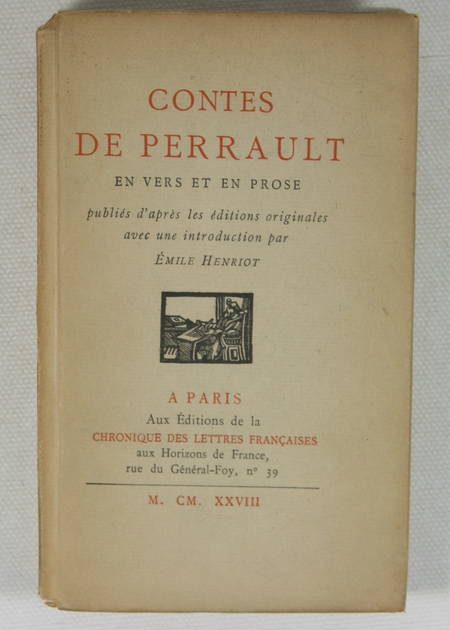 CONTES
DE PERRAULT
EN VERS ET EN PROSE
publiés d'après les éditions originales
avec une introduction par
ÉMILE HENRIOT
A PARIS
Aux Éditions de la
CHRONIQUE DES LETTRES FRANÇAISES
aux Horizons de France,
rue du Général-Foy, nº 39
M. CM. XXVIII